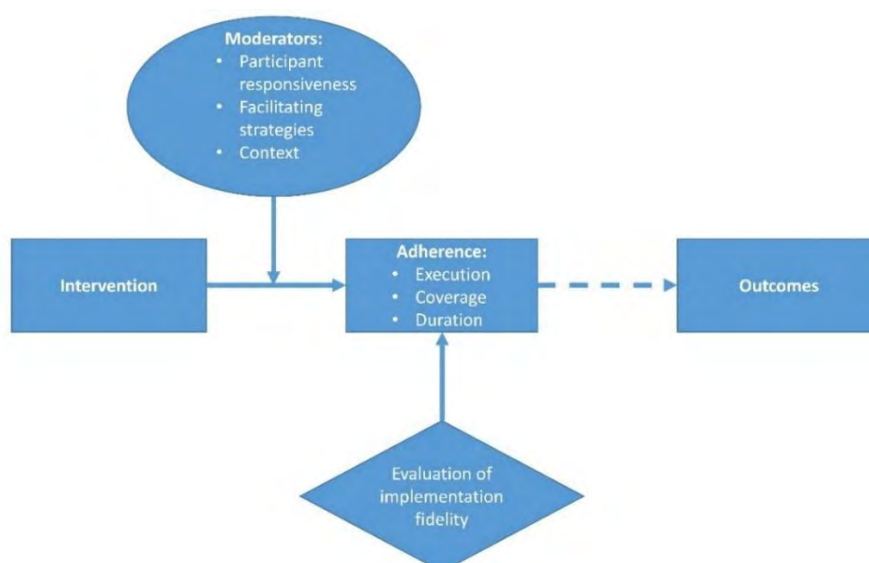 Moderators:
• Participant
responsiveness
• Facilitating
strategies
• Context
Intervention
Adherence:
• Execution
• Coverage
• Duration
Outcomes
Evaluation of
implementation
fidelity